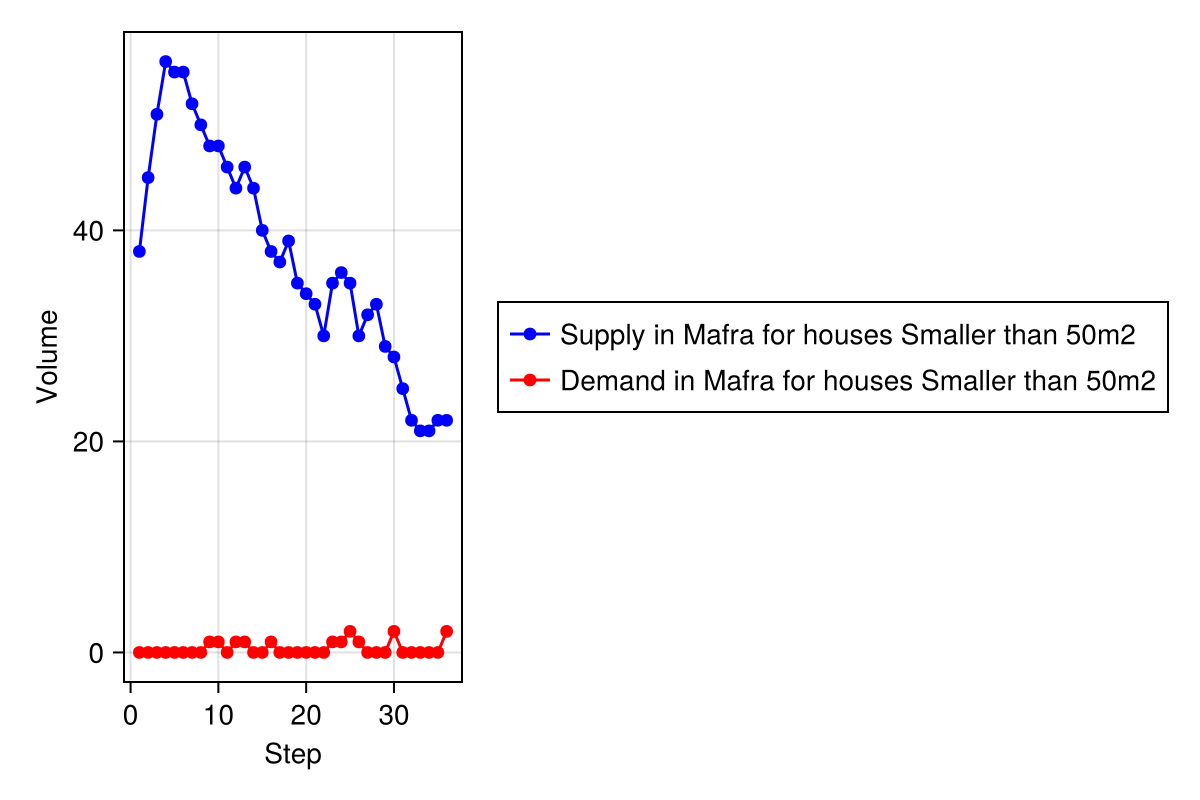 Volume
40
20
0
0 10 20 30
Step
Supply in Mafra for houses Smaller than 50m2
Demand in Mafra for houses Smaller than 50m2